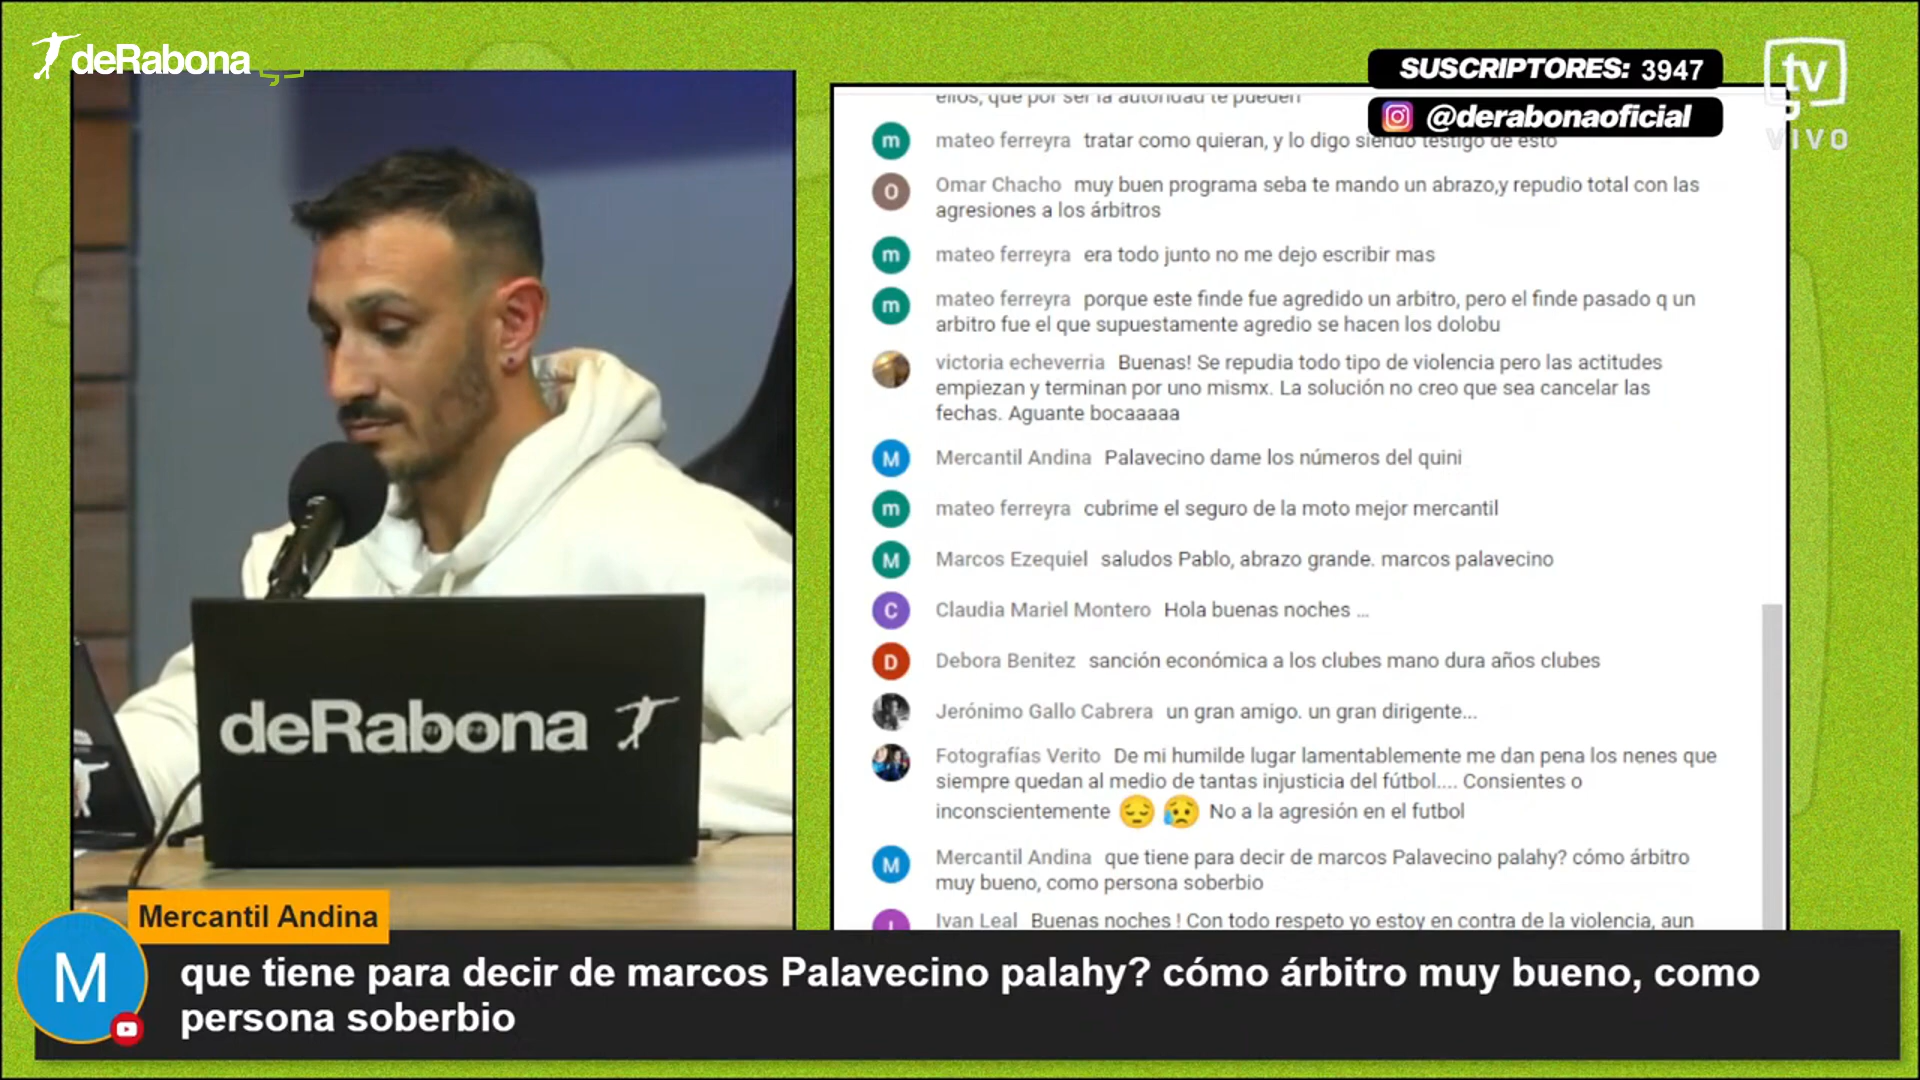 deRabona
SUSCRIPTORES: 3947
@derabonaoficial
tv
VIVO
ellos, que por ser la autoridad te pueden
mateo ferreyra tratar como quieran, y lo digo siendo testigo de esto
Omar Chacho muy buen programa seba te mando un abrazo,y repudio total con las
agresiones a los árbitros
mateo ferreyra era todo junto no me dejo escribir mas
mateo ferreyra porque este finde fue agredido un arbitro, pero el finde pasado q un
arbitro fue el que supuestamente agredio se hacen los dolobu
victoria echeverria Buenas! Se repudia todo tipo de violencia pero las actitudes
empiezan y terminan por uno mismx. La solución no creo que sea cancelar las
fechas. Aguante bocaaaaa
Mercantil Andina Palavecino dame los números del quini
mateo ferreyra cubrime el seguro de la moto mejor mercantil
Marcos Ezequiel saludos Pablo, abrazo grande. marcos palavecino
Claudia Mariel Montero Hola buenas noches ...
Debora Benitez sanción económica a los clubes mano dura años clubes
Jerónimo Gallo Cabrera un gran amigo. un gran dirigente...
Fotografías Verito De mi humilde lugar lamentablemente me dan pena los nenes que
siempre quedan al medio de tantas injusticia del fútbol.... Consientes o
inconscientemente 😔 😥 No a la agresión en el futbol
Mercantil Andina que tiene para decir de marcos Palavecino palahy? cómo árbitro
muy bueno, como persona soberbio
Ivan Leal Buenas noches ! Con todo respeto yo estoy en contra de la violencia, aun
deRabona
Mercantil Andina
M
que tiene para decir de marcos Palavecino palahy? cómo árbitro muy bueno, como
persona soberbio